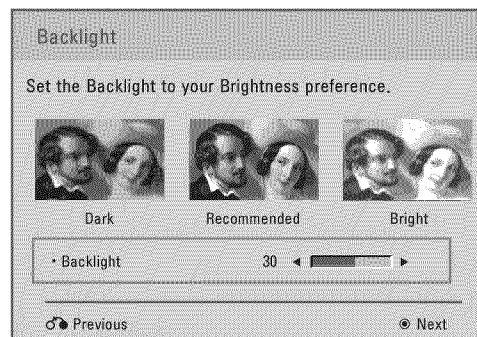 Backlight
Set the Backlight to your Brightness preference.
Dark Recommended Bright
• Backlight 30 ◄ ►
Previous ◉ Next